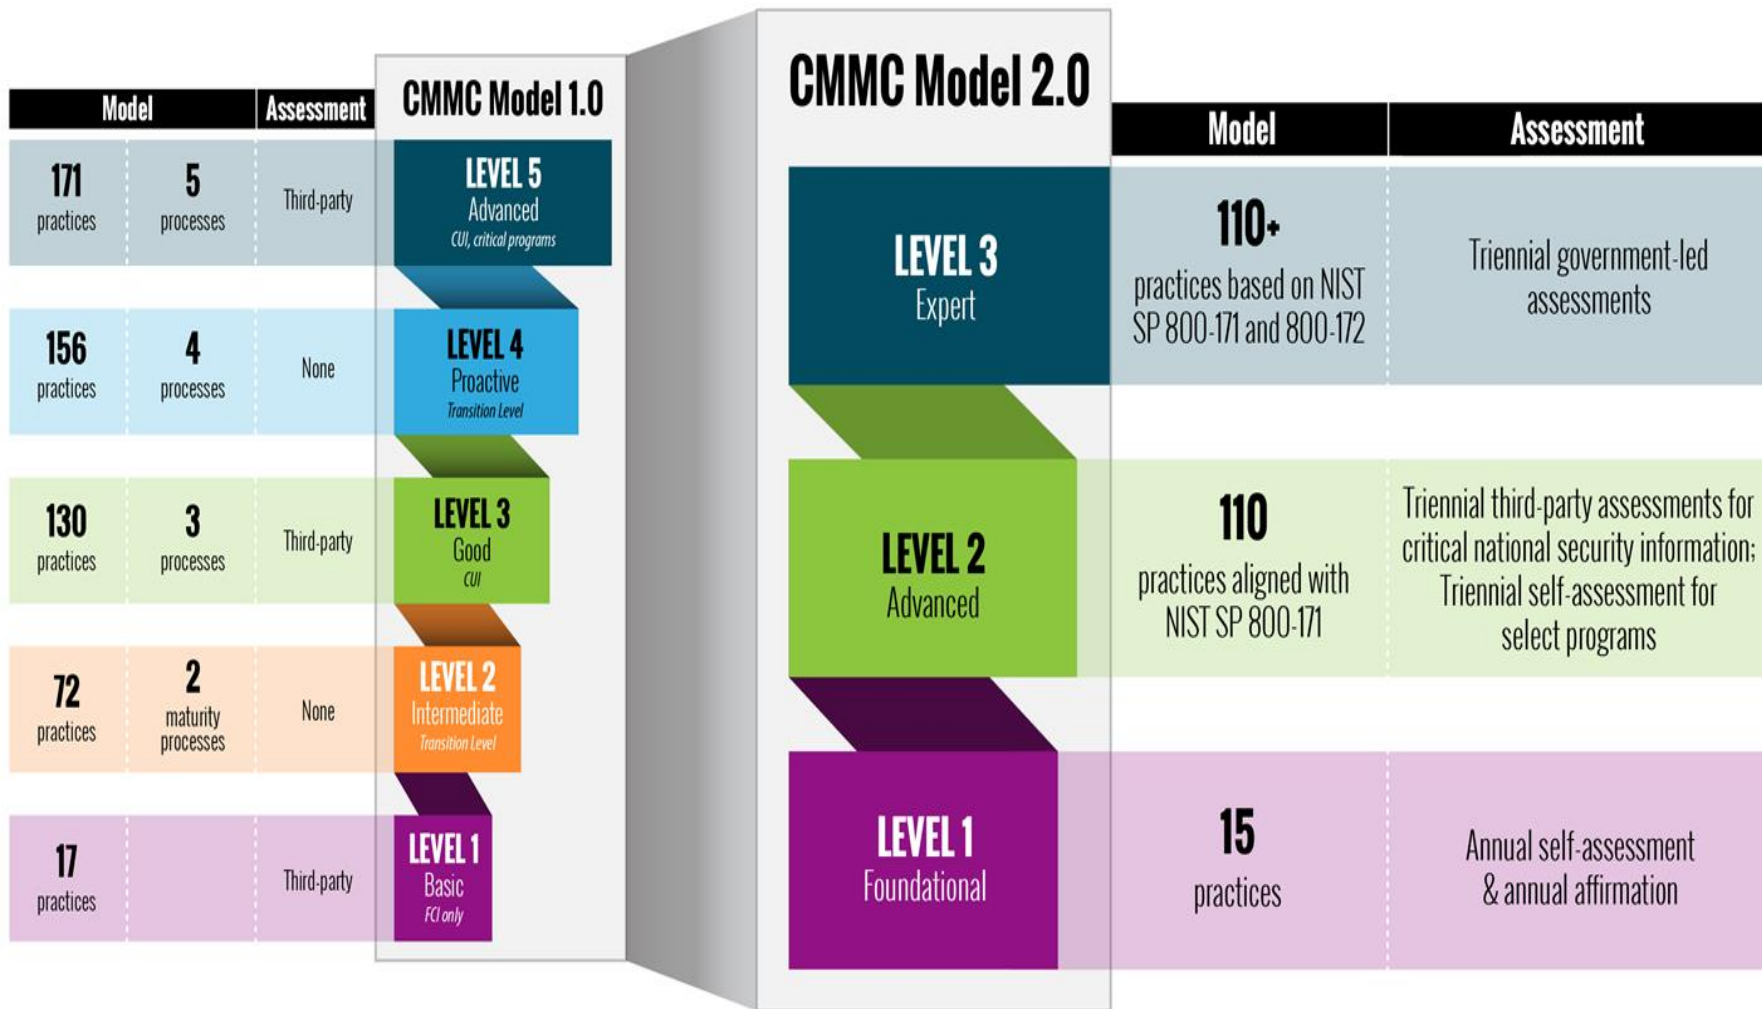 CMMC Model 1.0
Model
Assessment
171
practices
5
processes
Third-party
LEVEL 5
Advanced
CUI, critical programs
156
practices
4
processes
None
LEVEL 4
Proactive
Transition Level
130
practices
3
processes
Third-party
LEVEL 3
Good
CUI
72
practices
2
maturity
processes
None
LEVEL 2
Intermediate
Transition Level
17
practices
Third-party
LEVEL 1
Basic
FCI only
CMMC Model 2.0
Model
Assessment
LEVEL 3
Expert
110+
practices based on NIST
SP 800-171 and 800-172
Triennial government-led
assessments
LEVEL 2
Advanced
110
practices aligned with
NIST SP 800-171
Triennial third-party assessments for
critical national security information;
Triennial self-assessment for
select programs
LEVEL 1
Foundational
15
practices
Annual self-assessment
& annual affirmation